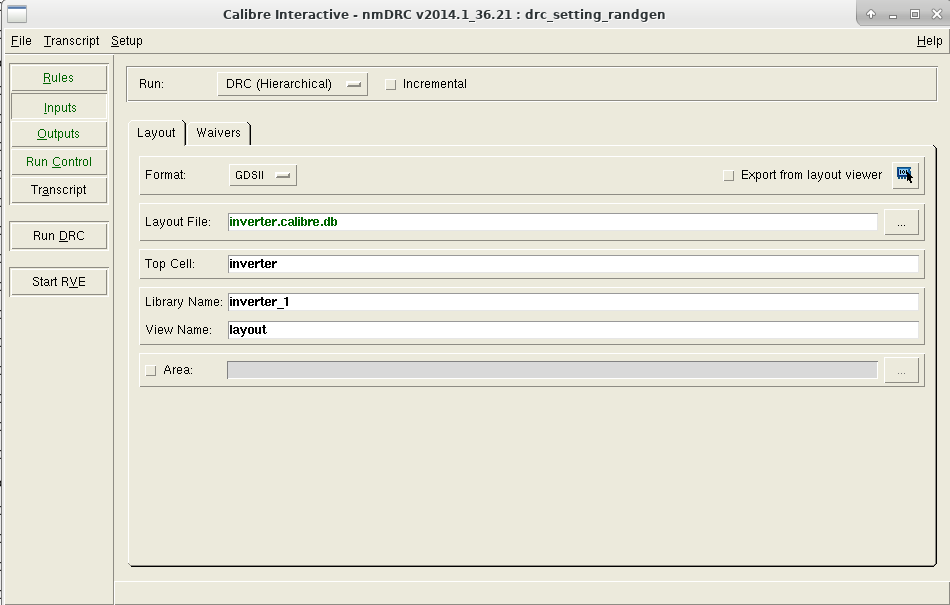 Calibre Interactive - nmDRC v2014.1_36.21 : drc_setting_randgen
File Transcript Setup Help
Rules
Inputs
Outputs
Run Control
Transcript
Run DRC
Start RVE
Run: DRC (Hierarchical) Incremental
Layout Waivers
Format: GDSII Export from layout viewer
Layout File: inverter.calibre.db ...
Top Cell: inverter
Library Name: inverter_1
View Name: layout
Area: ...